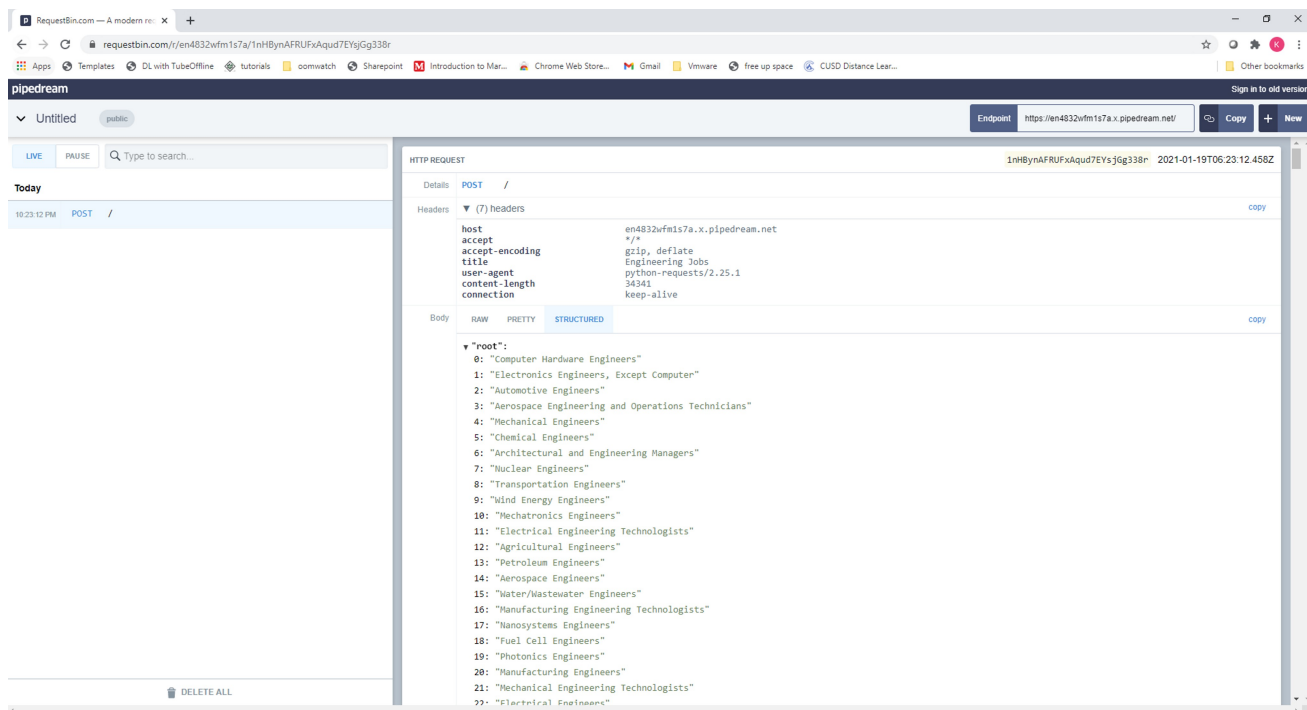 RequestBin.com — A modern re
requestbin.com/r/en4832wfm1s7a/1nHBynAFRUFxAqud7EYsjGg338r
K
Apps Templates DL with TubeOffline tutorials oomwatch Sharepoint Introduction to Mar... Chrome Web Store... Gmail Vmware free up space CUSD Distance Lear... Other bookmarks
pipedream Sign in to old version
Untitled public Endpoint https://en4832wfm1s7a.x.pipedream.net/ Copy + New
LIVE PAUSE Type to search...
Today
10:23:12 PM POST /
DELETE ALL
HTTP REQUEST 1nHBynAFRUFxAqud7EYsjGg338r 2021-01-19T06:23:12.458Z
Details POST /
Headers ▼ (7) headers copy
host en4832wfm1s7a.x.pipedream.net
accept */*
accept-encoding gzip, deflate
title Engineering Jobs
user-agent python-requests/2.25.1
content-length 34341
connection keep-alive
Body RAW PRETTY STRUCTURED copy
▼ "root":
0: "Computer Hardware Engineers"
1: "Electronics Engineers, Except Computer"
2: "Automotive Engineers"
3: "Aerospace Engineering and Operations Technicians"
4: "Mechanical Engineers"
5: "Chemical Engineers"
6: "Architectural and Engineering Managers"
7: "Nuclear Engineers"
8: "Transportation Engineers"
9: "Wind Energy Engineers"
10: "Mechatronics Engineers"
11: "Electrical Engineering Technologists"
12: "Agricultural Engineers"
13: "Petroleum Engineers"
14: "Aerospace Engineers"
15: "Water/Wastewater Engineers"
16: "Manufacturing Engineering Technologists"
17: "Nanosystems Engineers"
18: "Fuel Cell Engineers"
19: "Photonics Engineers"
20: "Manufacturing Engineers"
21: "Mechanical Engineering Technologists"
22: "Electrical Engineers"